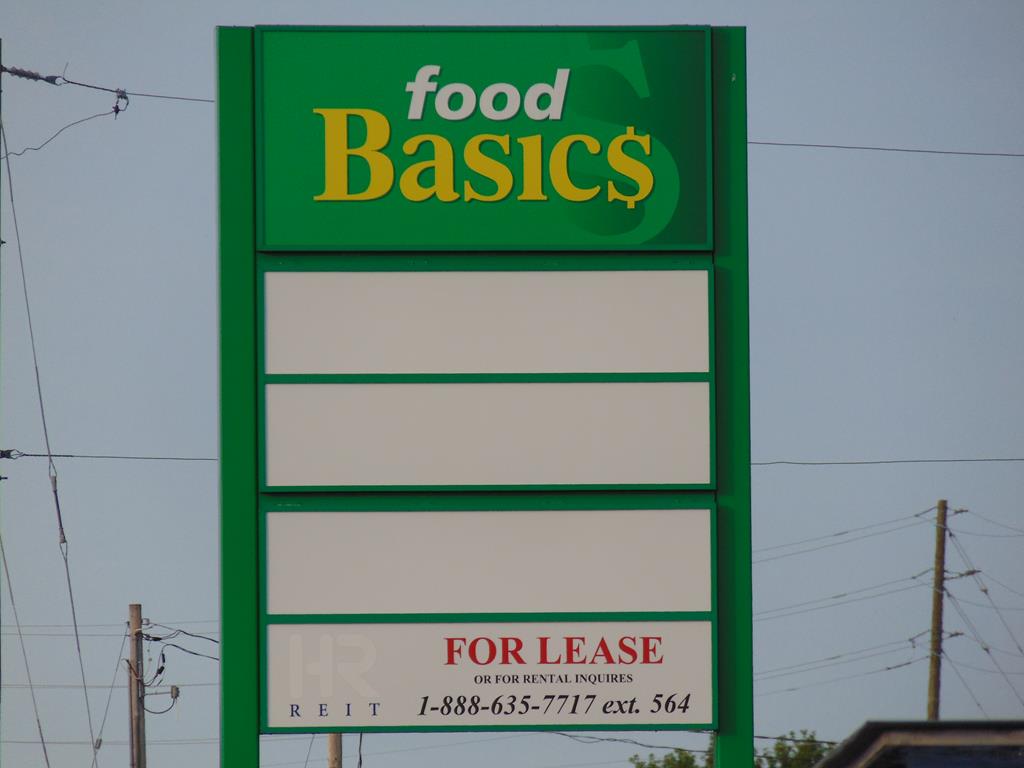 food
Basic$
HR
REIT
FOR LEASE
OR FOR RENTAL INQUIRES
1-888-635-7717 ext. 564